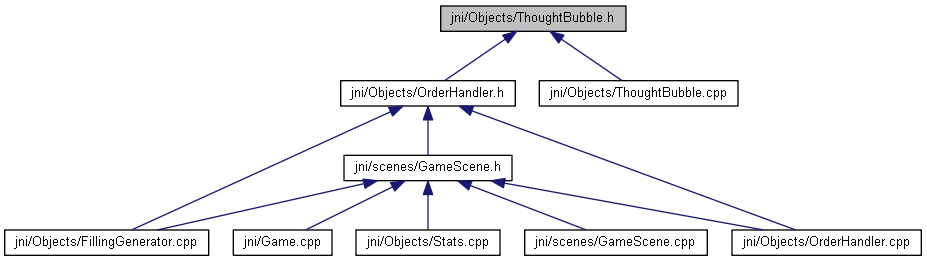 jni/Objects/ThoughtBubble.h
jni/Objects/OrderHandler.h
jni/Objects/ThoughtBubble.cpp
jni/scenes/GameScene.h
jni/Objects/FillingGenerator.cpp
jni/Game.cpp
jni/Objects/Stats.cpp
jni/scenes/GameScene.cpp
jni/Objects/OrderHandler.cpp